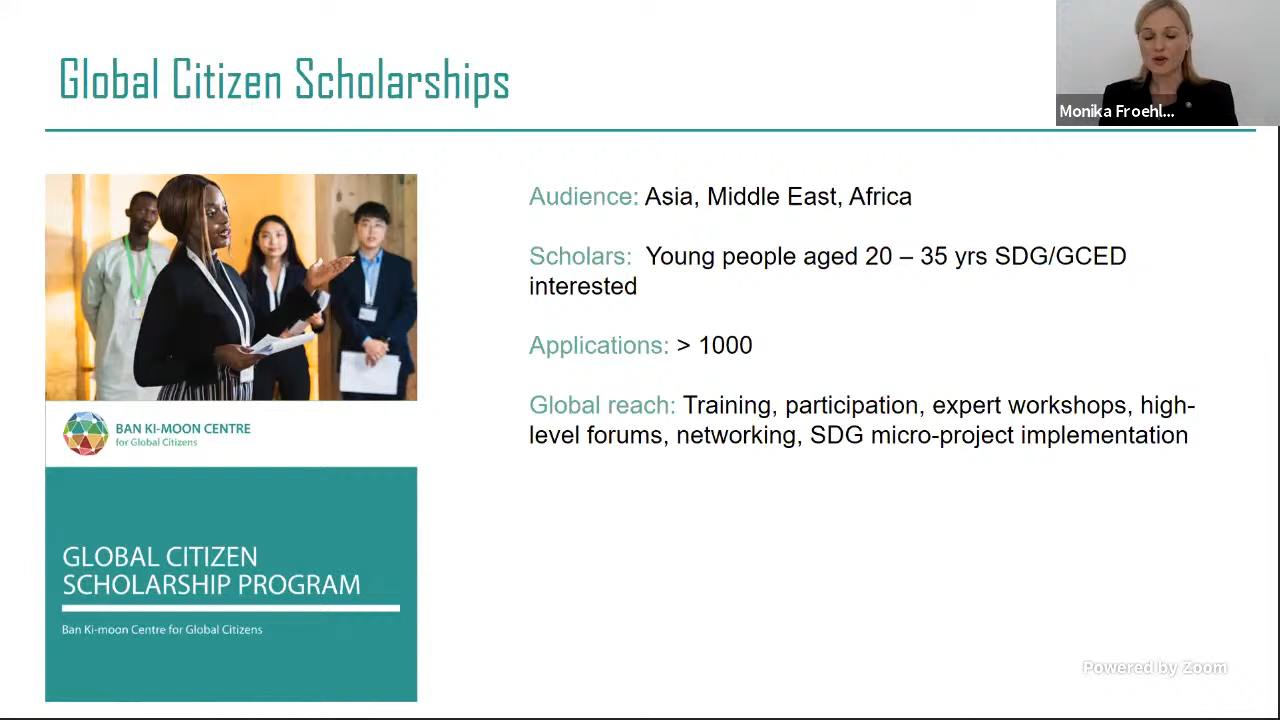 Global Citizen Scholarships
Monika Froehl...
Audience: Asia, Middle East, Africa
Scholars: Young people aged 20 – 35 yrs SDG/GCED
interested
Applications: > 1000
Global reach: Training, participation, expert workshops, high-
level forums, networking, SDG micro-project implementation
BAN KI-MOON CENTRE
for Global Citizens
GLOBAL CITIZEN
SCHOLARSHIP PROGRAM
Ban Ki-moon Centre for Global Citizens
Powered by Zoom